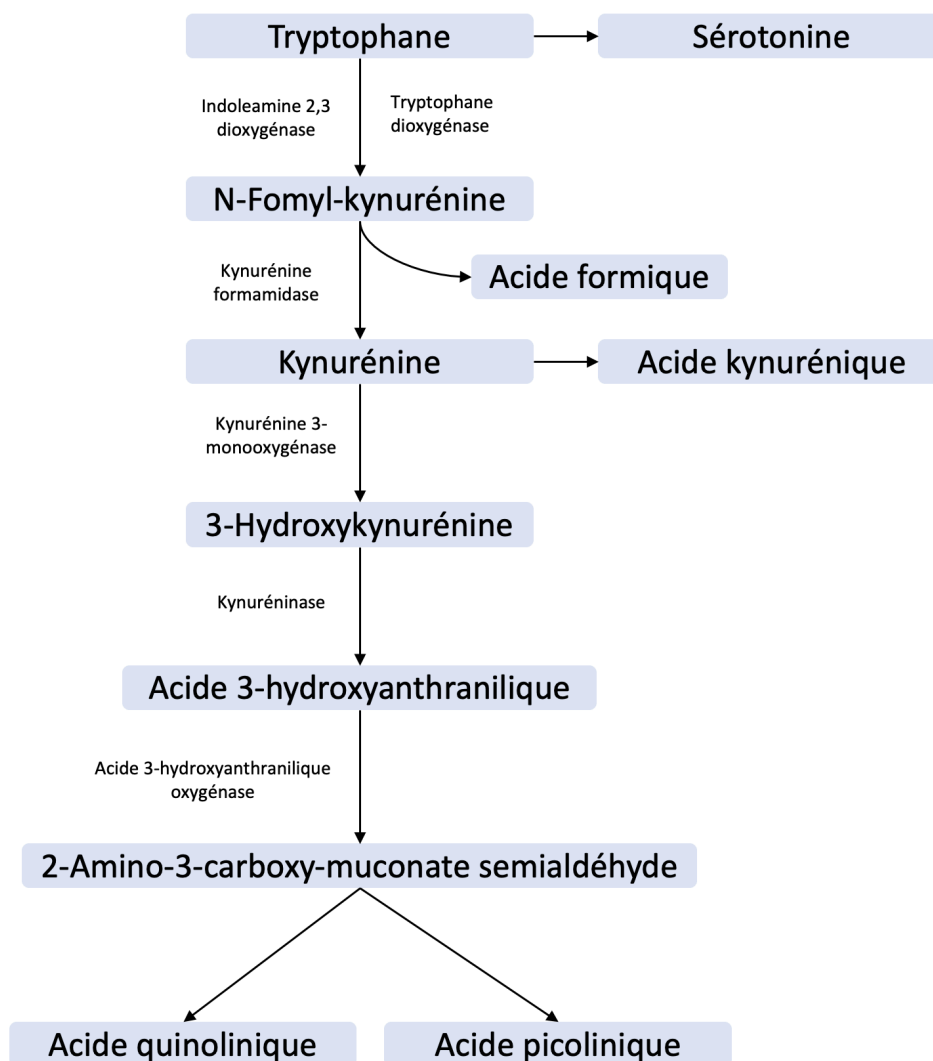 Tryptophane
Sérotonine
Indoleamine 2,3
dioxygénase
Tryptophane
dioxygénase
N-Fomyl-kynurénine
Kynurénine
formamidase
Acide formique
Kynurénine
Acide kynurénique
Kynurénine 3-
monooxygénase
3-Hydroxykynurénine
Kynuréninase
Acide 3-hydroxyanthranilique
Acide 3-hydroxyanthranilique
oxygénase
2-Amino-3-carboxy-muconate semialdéhyde
Acide quinolinique
Acide picolinique